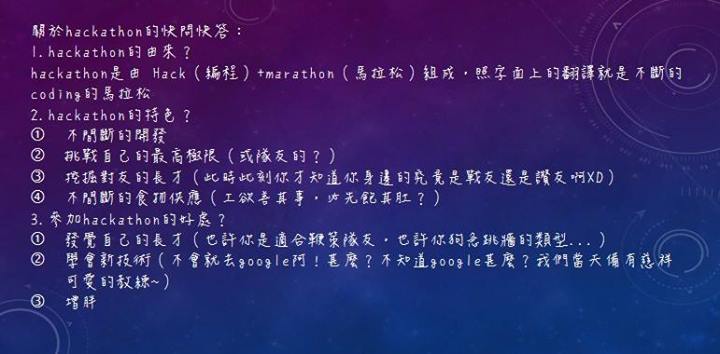 關於hackathon的快問快答：
1.hackathon的由來？
hackathon是由 Hack（編程）+marathon（馬拉松）組成，照字面上的翻譯就是不斷的
coding的馬拉松
2.hackathon的特色？
① 不間斷的開發
② 挑戰自己的最高極限（或隊友的？）
③ 挖掘對友的長才（此時此刻你才知道你身邊的究竟是戰友還是讚友啊XD）
④ 不間斷的食物供應（工欲善其事，必先飽其肚？）
3.參加hackathon的好處？
① 發覺自己的長才（也許你是適合鞭策隊友，也許你狗急跳牆的類型...）
② 學會新技術（不會就去google阿！甚麼？不知道google甚麼？我們當天備有慈祥
可愛的教練~）
③ 增胖